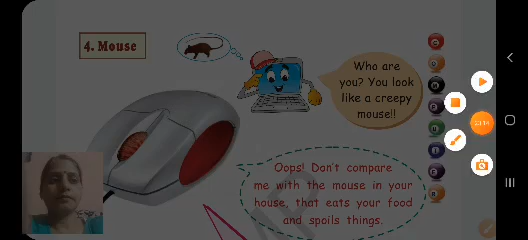 4. Mouse
Who are
you? You look
like a creepy
mouse!!
Oops! Don't compare
me with the mouse in your
house, that eats your food
and spoils things.